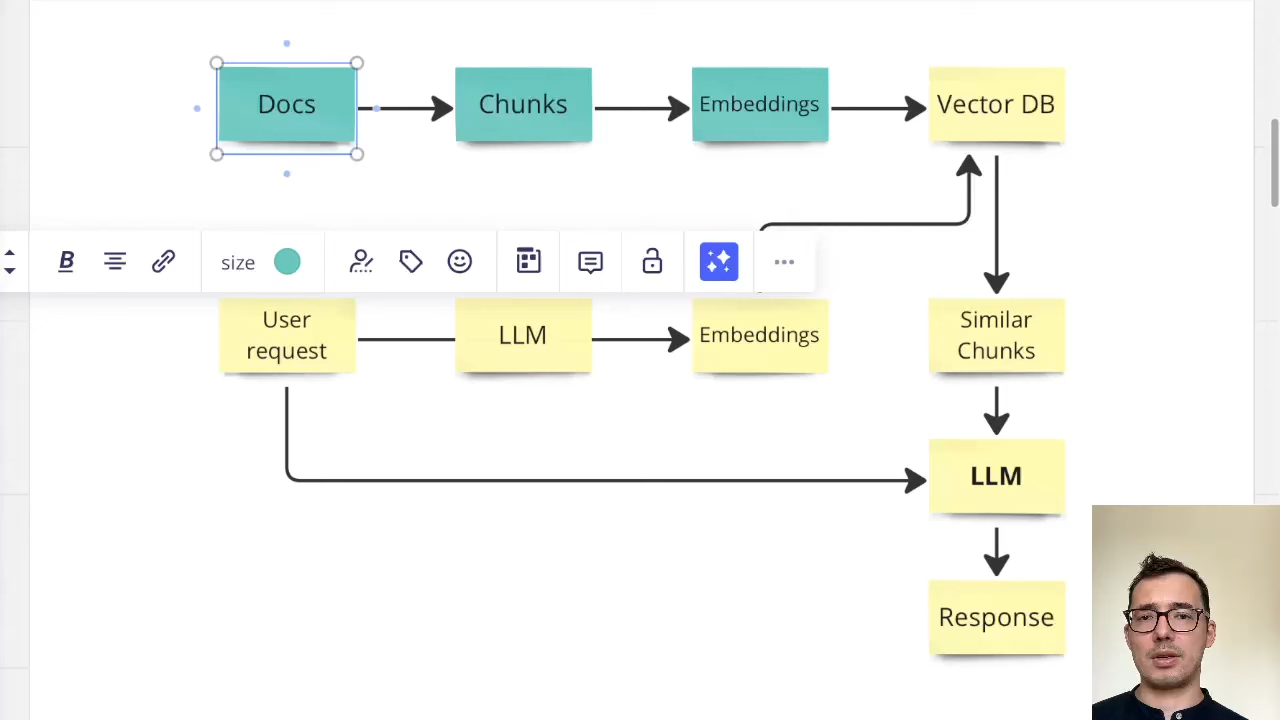 Docs
Chunks
Embeddings
Vector DB
B
size
User
request
LLM
Embeddings
Similar
Chunks
LLM
Response